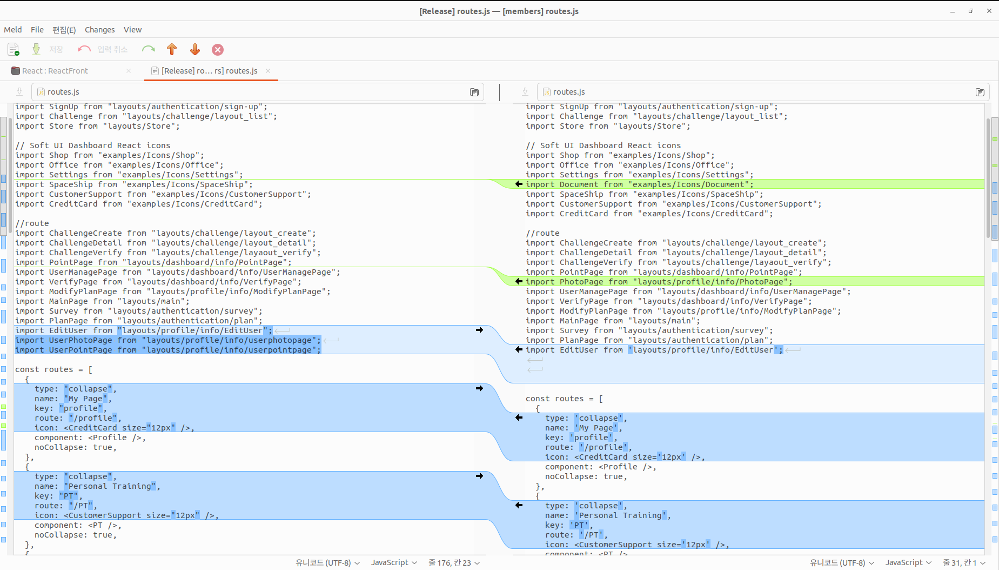 [Release] routes.js — [members] routes.js
Meld File 편집(E) Changes View
저장 입력 취소
React : ReactFront [Release] ro… rs] routes.js
routes.js
import SignUp from "layouts/authentication/sign-up";
import Challenge from "layouts/challenge/layout_list";
import Store from "layouts/Store";
// Soft UI Dashboard React icons
import Shop from "examples/Icons/Shop";
import Office from "examples/Icons/Office";
import Settings from "examples/Icons/Settings";
import SpaceShip from "examples/Icons/SpaceShip";
import CustomerSupport from "examples/Icons/CustomerSupport";
import CreditCard from "examples/Icons/CreditCard";
//route
import ChallengeCreate from "layouts/challenge/layout_create";
import ChallengeDetail from "layouts/challenge/layout_detail";
import ChallengeVerify from "layouts/challenge/layaout_verify";
import PointPage from "layouts/dashboard/info/PointPage";
import UserManagePage from "layouts/dashboard/info/UserManagePage";
import VerifyPage from "layouts/dashboard/info/VerifyPage";
import ModifyPlanPage from "layouts/profile/info/ModifyPlanPage";
import MainPage from "layouts/main";
import Survey from "layouts/authentication/survey";
import PlanPage from "layouts/authentication/plan";
import EditUser from "layouts/profile/info/EditUser";
import UserPhotoPage from "layouts/profile/info/userphotopage";
import UserPointPage from "layouts/profile/info/userpointpage";
const routes = [
{
type: "collapse",
name: "My Page",
key: "profile",
route: "/profile",
icon: <CreditCard size="12px" />,
component: <Profile />,
noCollapse: true,
},
{
type: "collapse",
name: "Personal Training",
key: "PT",
route: "/PT",
icon: <CustomerSupport size="12px" />,
component: <PT />,
noCollapse: true,
},
{
유니코드 (UTF-8) JavaScript 줄 176, 칸 23
routes.js
import SignUp from "layouts/authentication/sign-up";
import Challenge from "layouts/challenge/layout_list";
import Store from "layouts/Store";
// Soft UI Dashboard React icons
import Shop from "examples/Icons/Shop";
import Office from "examples/Icons/Office";
import Settings from "examples/Icons/Settings";
import Document from "examples/Icons/Document";
import SpaceShip from "examples/Icons/SpaceShip";
import CustomerSupport from "examples/Icons/CustomerSupport";
import CreditCard from "examples/Icons/CreditCard";
//route
import ChallengeCreate from "layouts/challenge/layout_create";
import ChallengeDetail from "layouts/challenge/layout_detail";
import ChallengeVerify from "layouts/challenge/layaout_verify";
import PointPage from "layouts/dashboard/info/PointPage";
import PhotoPage from "layouts/profile/info/PhotoPage";
import UserManagePage from "layouts/dashboard/info/UserManagePage";
import VerifyPage from "layouts/dashboard/info/VerifyPage";
import ModifyPlanPage from "layouts/profile/info/ModifyPlanPage";
import MainPage from "layouts/main";
import Survey from "layouts/authentication/survey";
import PlanPage from "layouts/authentication/plan";
import EditUser from 'layouts/profile/info/EditUser';
const routes = [
{
type: 'collapse',
name: 'My Page',
key: 'profile',
route: '/profile',
icon: <CreditCard size='12px' />,
component: <Profile />,
noCollapse: true,
},
{
type: 'collapse',
name: 'Personal Training',
key: 'PT',
route: '/PT',
icon: <CustomerSupport size='12px' />,
component: <PT />,
유니코드 (UTF-8) JavaScript 줄 31, 칸 1